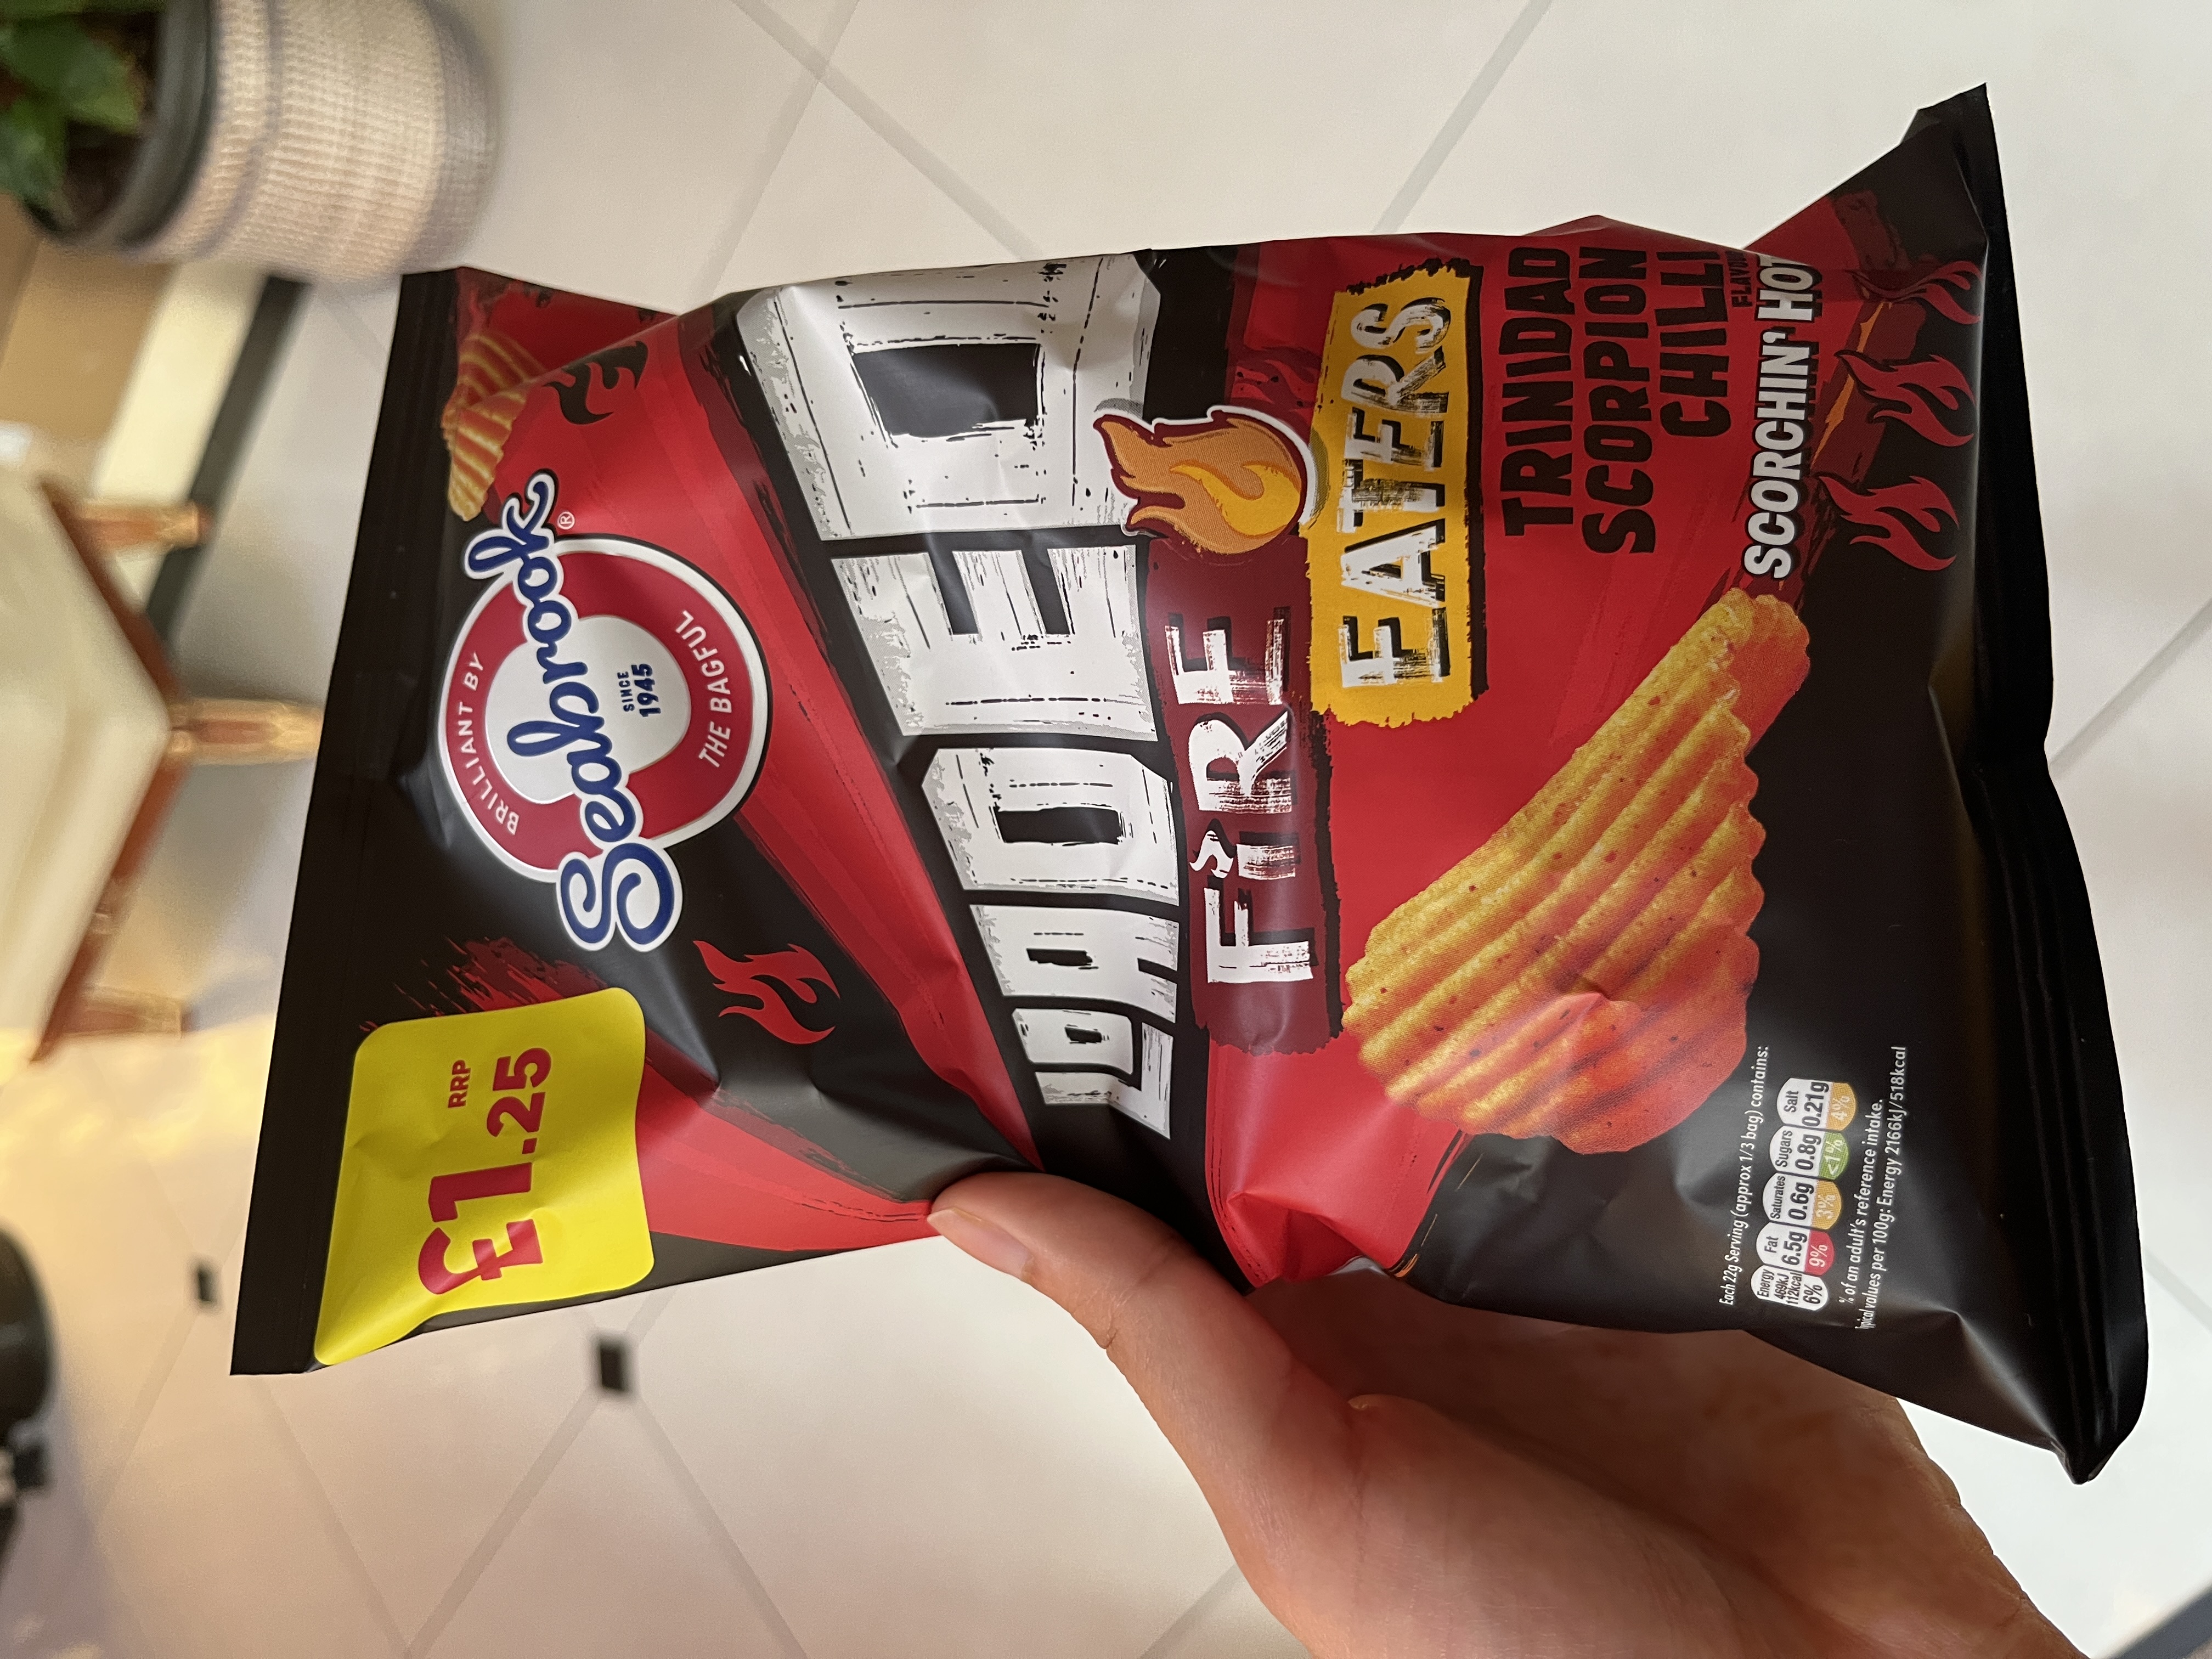 £1.25
RRP
BRILLIANT BY
Seabrook®
SINCE
1945
THE BAGFUL
LOADED
FiRE
EATERS
TRINIDAD
SCORPION
CHILLI
FLAVOU
SCORCHIN' HOT
Each 22g Serving (approx 1/3 bag) contains:
Energy 469kJ 112kcal 6%
Fat 6.5g 9%
Saturates 0.6g 3%
Sugars 0.8g <1%
Salt 0.21g 4%
% of an adult's reference intake.
Typical values per 100g: Energy 2166kJ/518kcal